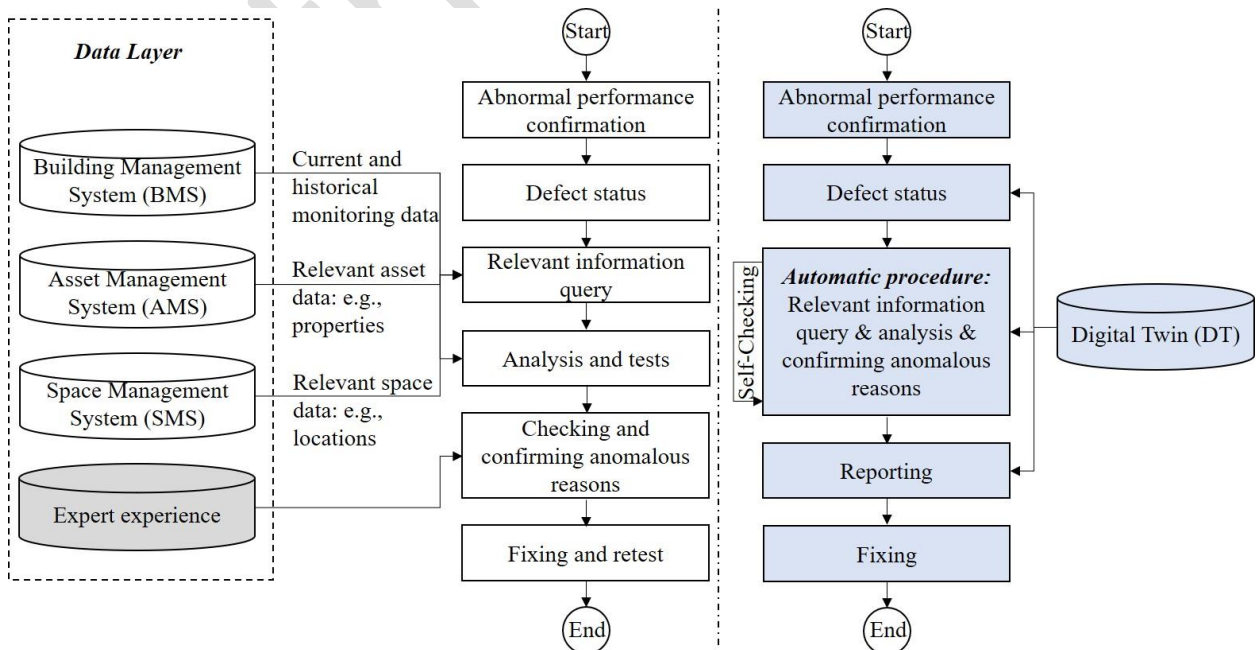 Data Layer
Building Management
System (BMS)
Asset Management
System (AMS)
Space Management
System (SMS)
Expert experience
Current and
historical
monitoring data
Relevant asset
data: e.g.,
properties
Relevant space
data: e.g.,
locations
Start
Abnormal performance
confirmation
Defect status
Relevant information
query
Analysis and tests
Checking and
confirming anomalous
reasons
Fixing and retest
End
Start
Abnormal performance
confirmation
Defect status
Self-Checking
Automatic procedure:
Relevant information
query & analysis &
confirming anomalous
reasons
Reporting
Fixing
End
Digital Twin (DT)